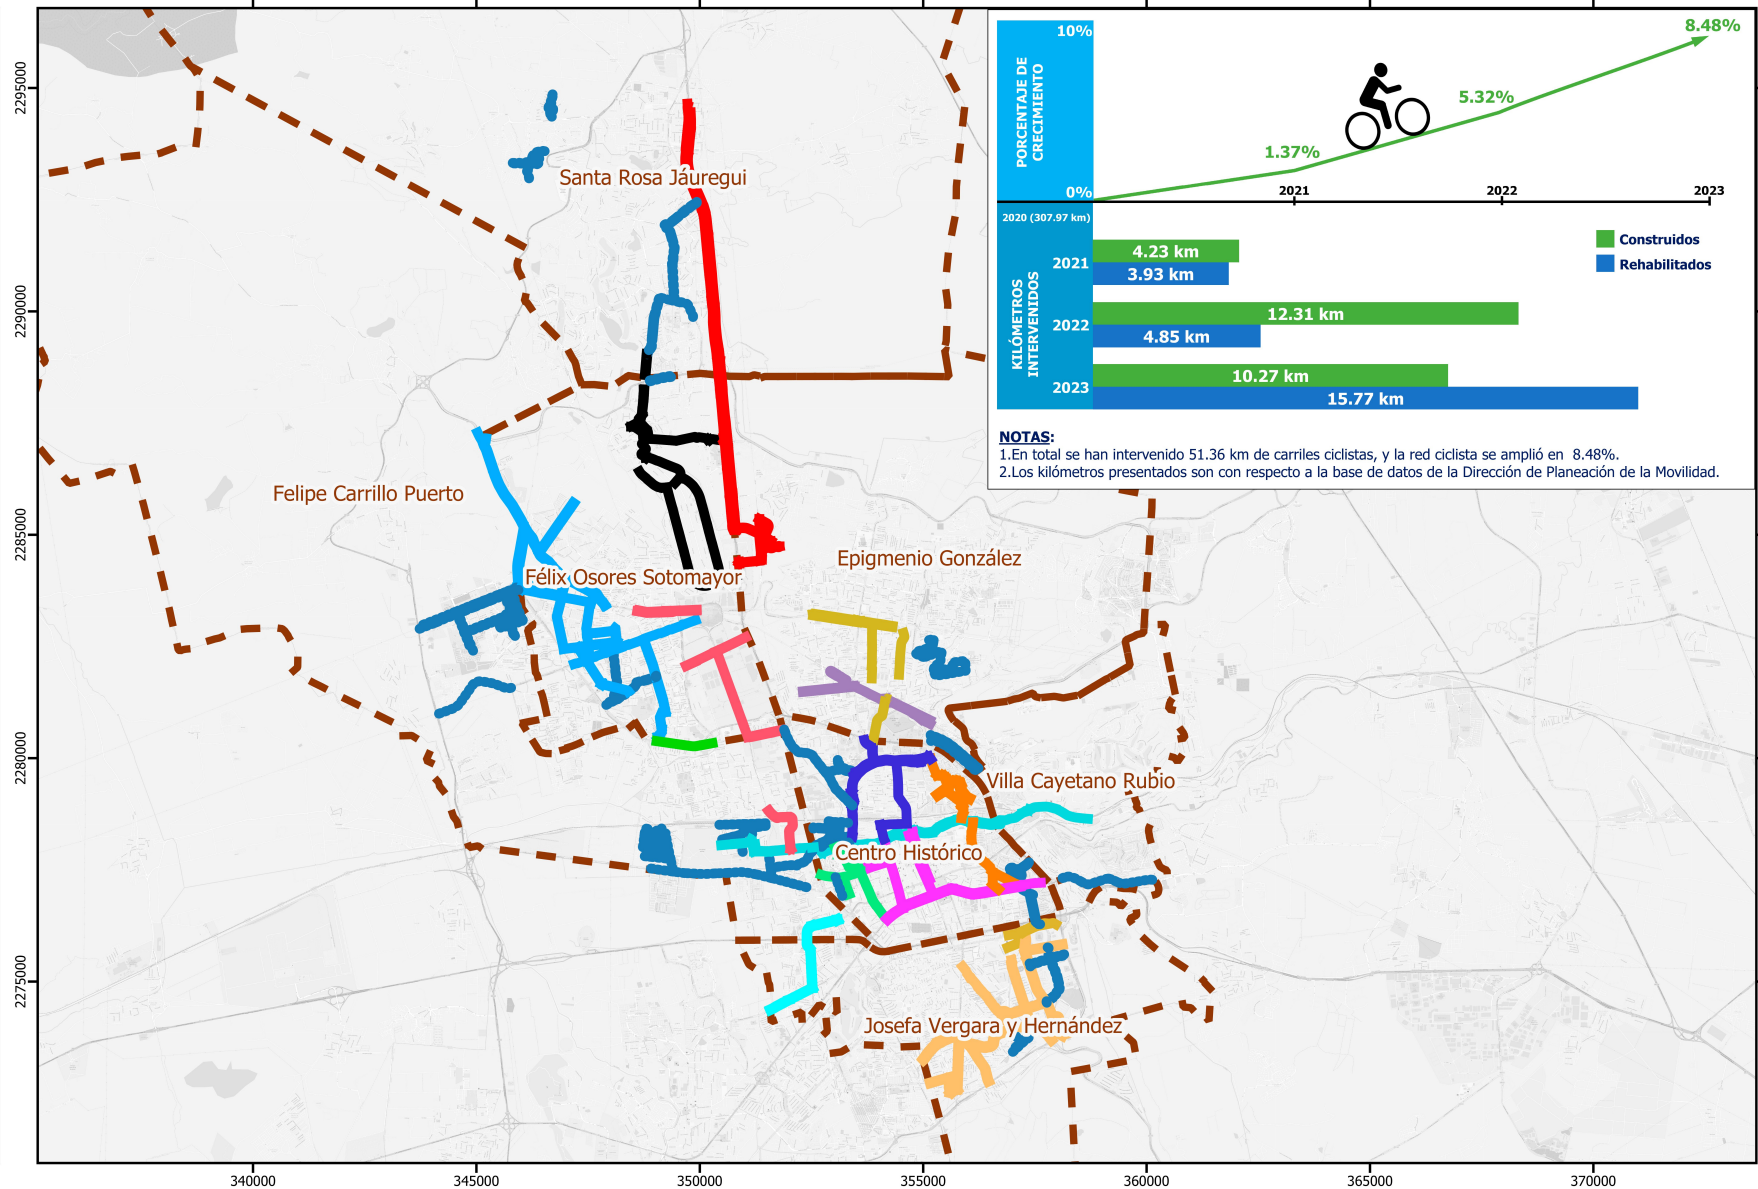 10%
PORCENTAJE DE
CRECIMIENTO
0%
1.37%
5.32%
8.48%
2021
2022
2023
2020 (307.97 km)
KILÓMETROS
INTERVENIDOS
2021
4.23 km
3.93 km
2022
12.31 km
4.85 km
2023
10.27 km
15.77 km
Construidos
Rehabilitados
NOTAS:
1.En total se han intervenido 51.36 km de carriles ciclistas, y la red ciclista se amplió en 8.48%.
2.Los kilómetros presentados son con respecto a la base de datos de la Dirección de Planeación de la Movilidad.
Santa Rosa Jáuregui
Felipe Carrillo Puerto
Epigmenio González
Félix Osores Sotomayor
Villa Cayetano Rubio
Centro Histórico
Josefa Vergara y Hernández
2295000
2290000
2285000
2280000
2275000
340000
345000
350000
355000
360000
365000
370000